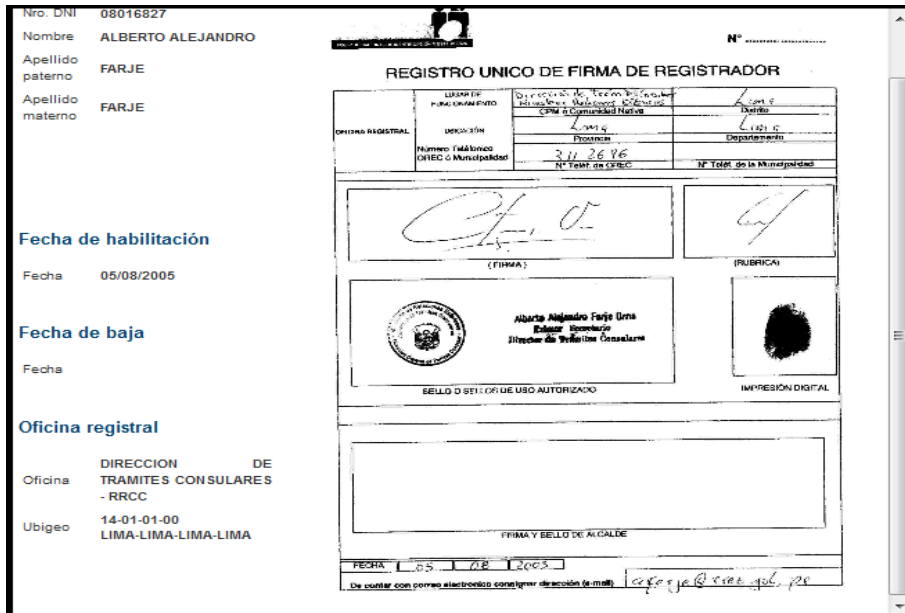 Nro. DNI 08016827
Nombre ALBERTO ALEJANDRO
Apellido paterno FARJE
Apellido materno FARJE
Fecha de habilitación
Fecha 05/08/2005
Fecha de baja
Fecha
Oficina registral
Oficina DIRECCION DE TRAMITES CONSULARES - RRCC
Ubigeo 14-01-01-00 LIMA-LIMA-LIMA-LIMA
N°
REGISTRO UNICO DE FIRMA DE REGISTRADOR
OFICINA REGISTRAL
LUGAR DE FUNCIONAMIENTO
CPM o Comunidad Nativa
Lima
Distrito
UBICACIÓN
Lima
Provincia
Lima
Departamento
Número Telefónico OREC ó Municipalidad
311 2696
N° Teléf. de OREC
N° Teléf. de la Municipalidad
(FIRMA)
(RUBRICA)
Alberto Alejandro Farje Orna
Director de Trámites Consulares
SELLO O SELLOS DE USO AUTORIZADO
IMPRESIÓN DIGITAL
FIRMA Y SELLO DE ALCALDE
FECHA 05 08
De contar con correo electronico consignar dirección (e-mail)